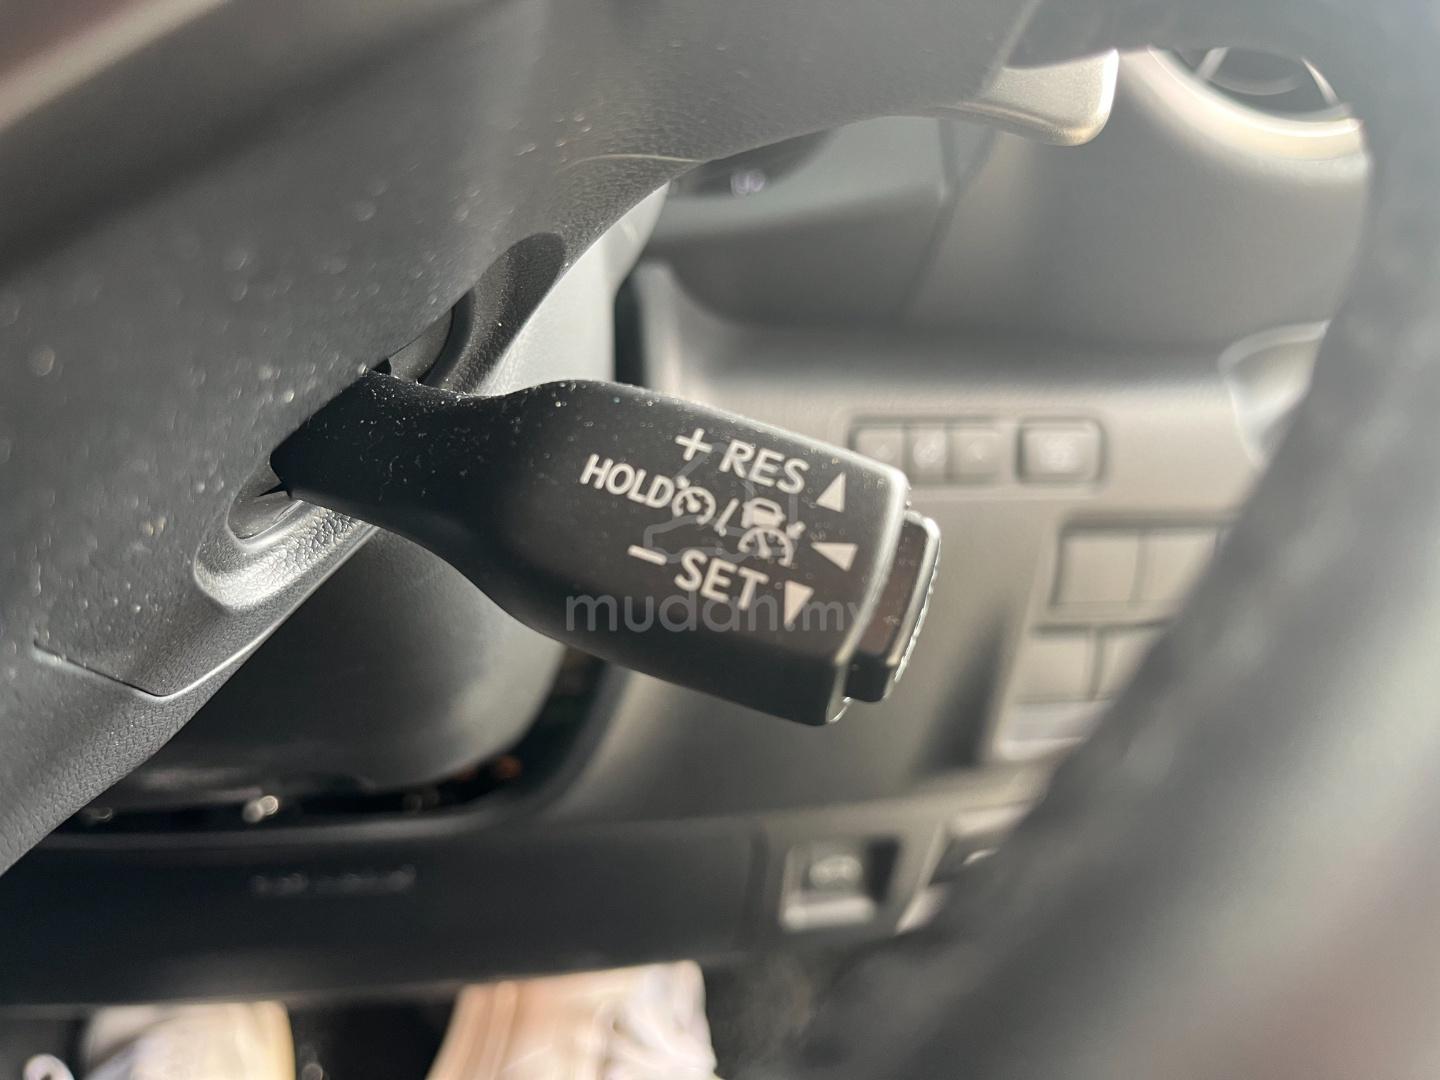 + RES
HOLD /
− SET
mudah.my